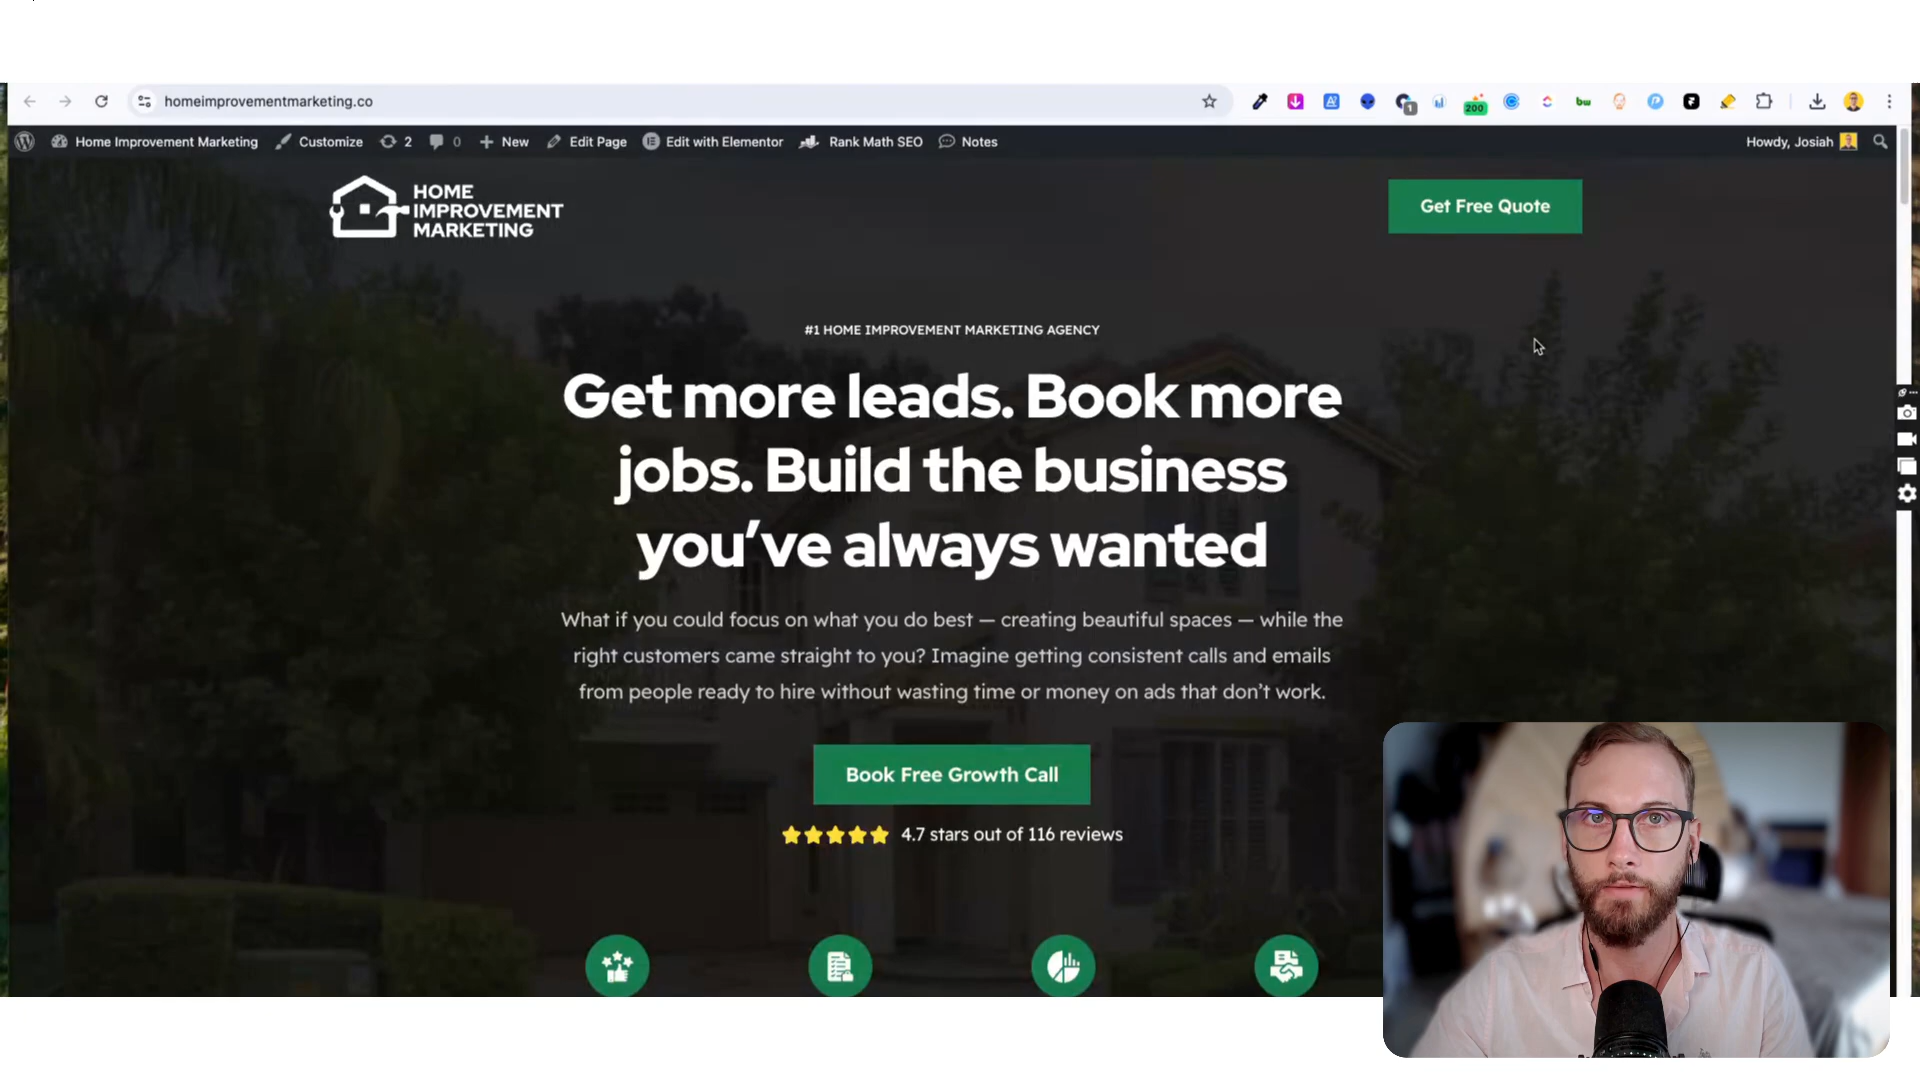 homeimprovementmarketing.co
1
200
bw
Home Improvement Marketing Customize 2 0 New Edit Page Edit with Elementor Rank Math SEO Notes Howdy, Josiah
HOME
IMPROVEMENT
MARKETING
Get Free Quote
#1 HOME IMPROVEMENT MARKETING AGENCY
Get more leads. Book more
jobs. Build the business
you’ve always wanted
What if you could focus on what you do best — creating beautiful spaces — while the
right customers came straight to you? Imagine getting consistent calls and emails
from people ready to hire without wasting time or money on ads that don’t work.
Book Free Growth Call
4.7 stars out of 116 reviews